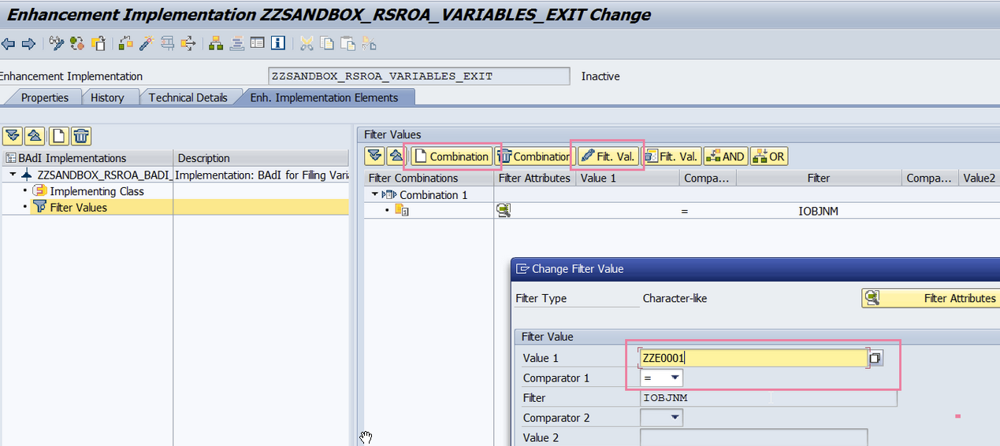 Enhancement Implementation ZZSANDBOX_RSROA_VARIABLES_EXIT Change
Enhancement Implementation ZZSANDBOX_RSROA_VARIABLES_EXIT Inactive
Properties History Technical Details Enh. Implementation Elements
Filter Values
Combination Combination Filt. Val. Filt. Val. AND OR
BAdI Implementations Description
Filter Combinations Filter Attributes Value 1 Compa... Filter Compa... Value2
ZZSANDBOX_RSROA_BADI_ Implementation: BAdI for Filling Varia
Implementing Class
Combination 1
Filter Values
= IOBJNM
Change Filter Value
Filter Type Character-like Filter Attributes
Filter Value
Value 1 ZZE0001
Comparator 1 =
Filter IOBJNM
Comparator 2
Value 2